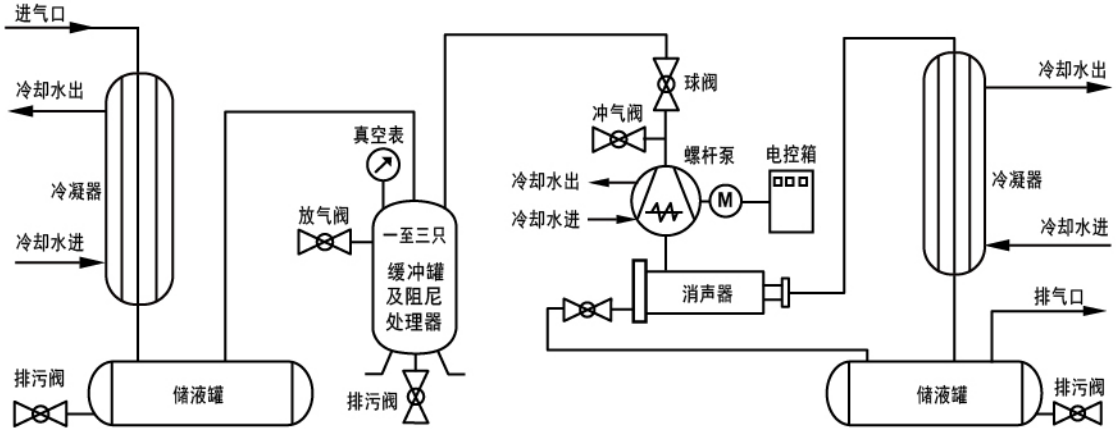 进气口
冷却水出
冷凝器
冷却水进
排污阀
储液罐
真空表
放气阀
一至三只
缓冲罐
及阻尼
处理器
排污阀
球阀
冲气阀
螺杆泵
电控箱
冷却水出
冷却水进
M
消声器
冷却水出
冷凝器
冷却水进
排气口
储液罐
排污阀